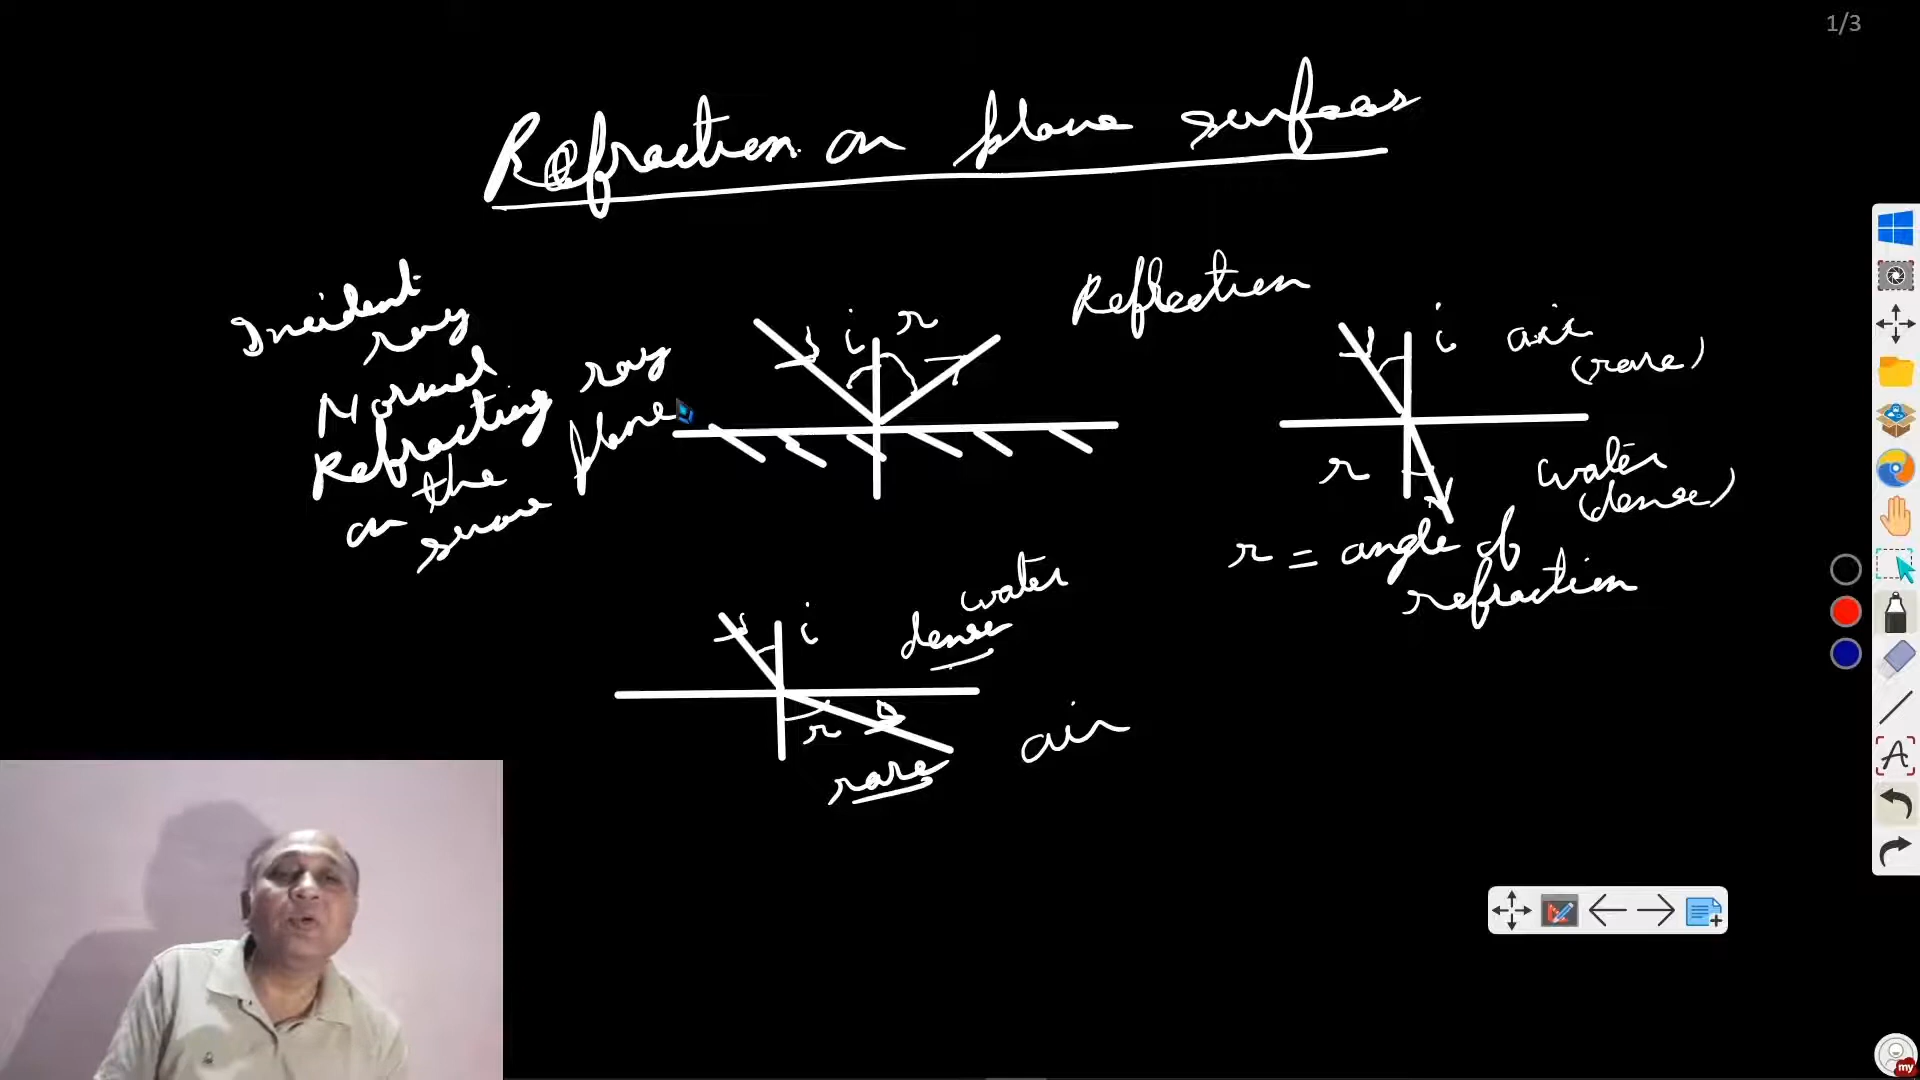 1/3
Refraction on plane surfaces
Incident
ray
Normal
Refracting ray
on the
same plane
i r
Reflection
i air
(rare)
r water
(dense)
r = angle of
refraction
i water
dense
r
rare
air
A
my